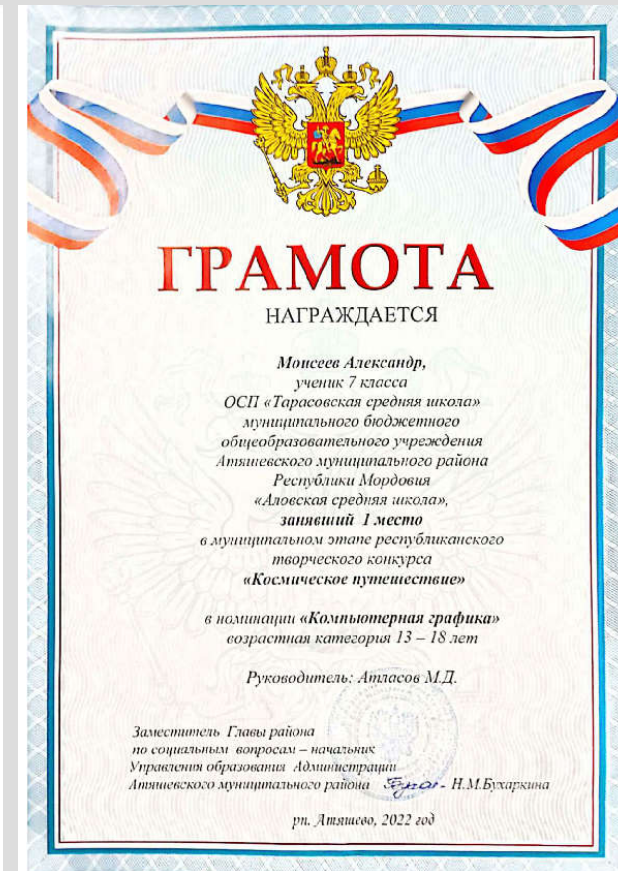 ГРАМОТА
НАГРАЖДАЕТСЯ
Моисеев Александр,
ученик 7 класса
ОСП «Тарасовская средняя школа»
муниципального бюджетного
общеобразовательного учреждения
Атяшевского муниципального района
Республики Мордовия
«Аловская средняя школа»,
занявший 1 место
в муниципальном этапе республиканского
творческого конкурса
«Космическое путешествие»
в номинации «Компьютерная графика»
возрастная категория 13 – 18 лет
Руководитель: Атласов М.Д.
Заместитель Главы района
по социальным вопросам – начальник
Управления образования Администрации
Атяшевского муниципального района - Н.М.Бухаркина
рп. Атяшево, 2022 год